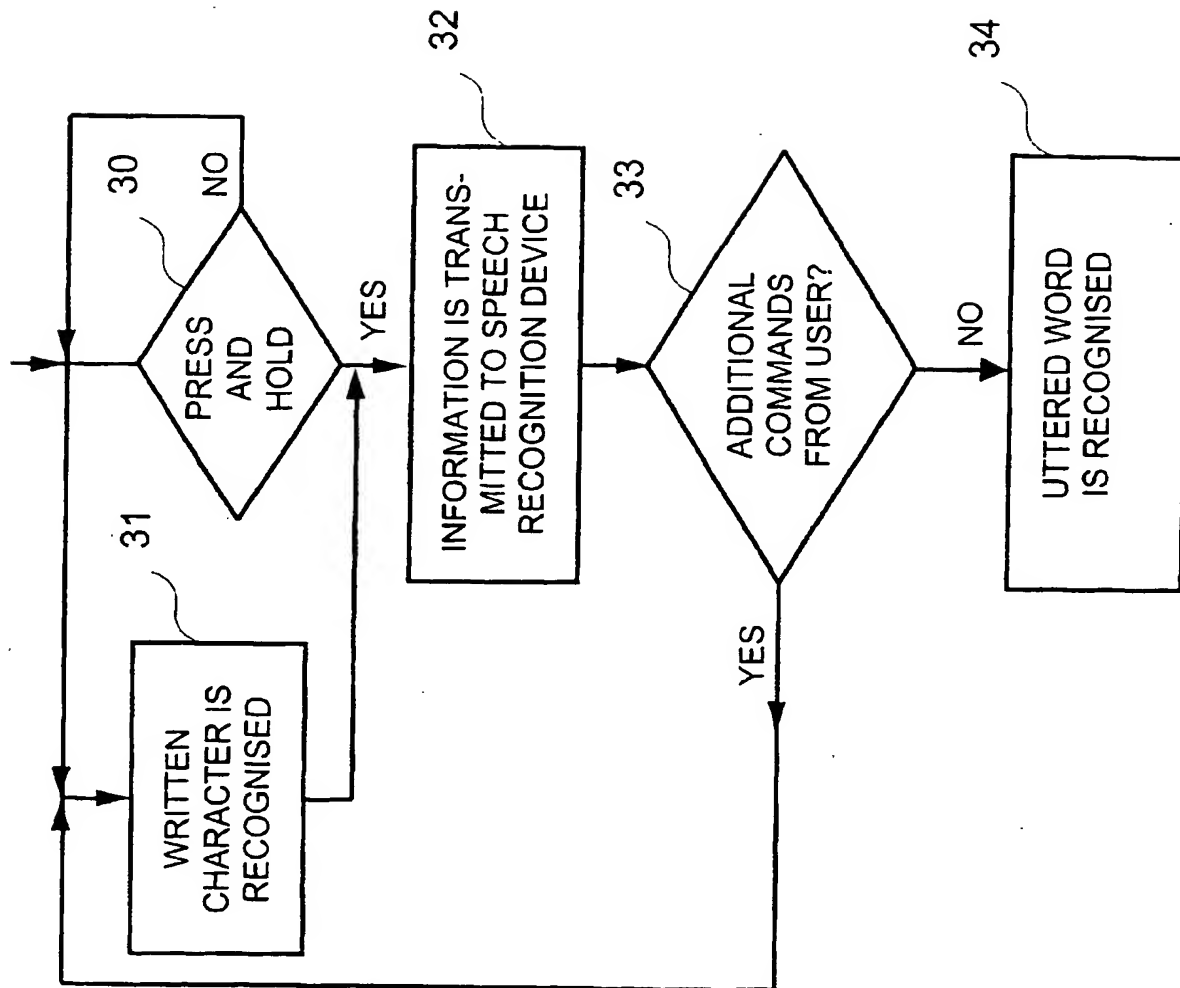 30
PRESS
AND
HOLD
NO
YES
31
WRITTEN
CHARACTER IS
RECOGNISED
32
INFORMATION IS TRANS-
MITTED TO SPEECH
RECOGNITION DEVICE
33
ADDITIONAL
COMMANDS
FROM USER?
YES
NO
34
UTTERED WORD
IS RECOGNISED